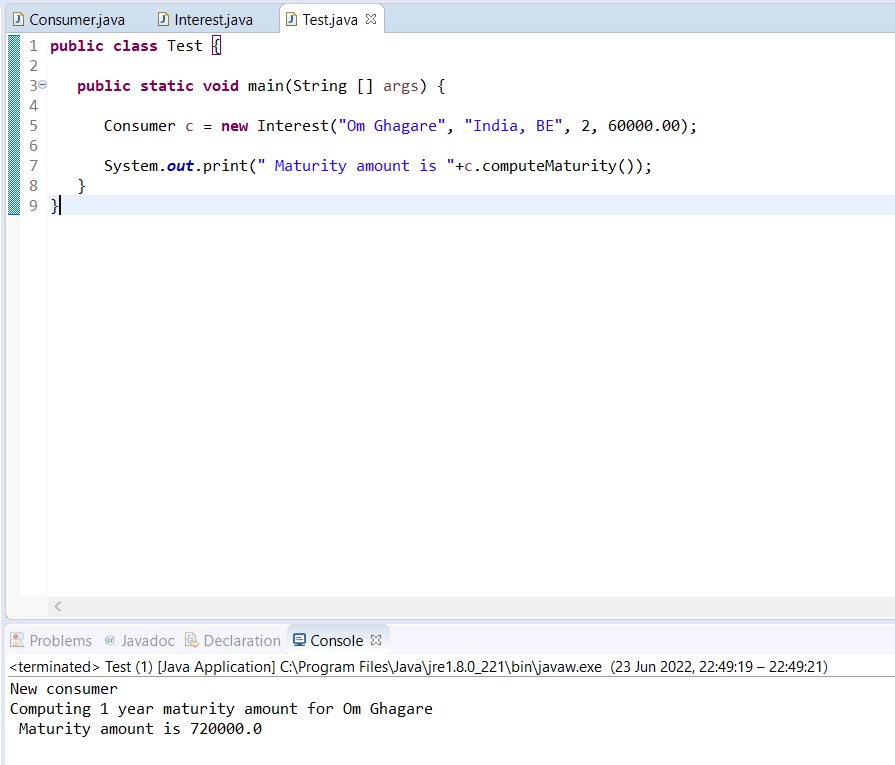 Consumer.java Interest.java Test.java
1 public class Test {
2
3 public static void main(String [] args) {
4
5 Consumer c = new Interest("Om Ghagare", "India, BE", 2, 60000.00);
6
7 System.out.print(" Maturity amount is "+c.computeMaturity());
8 }
9 }
Problems @ Javadoc Declaration Console
<terminated> Test (1) [Java Application] C:\Program Files\Java\jre1.8.0_221\bin\javaw.exe (23 Jun 2022, 22:49:19 – 22:49:21)
New consumer
Computing 1 year maturity amount for Om Ghagare
Maturity amount is 720000.0